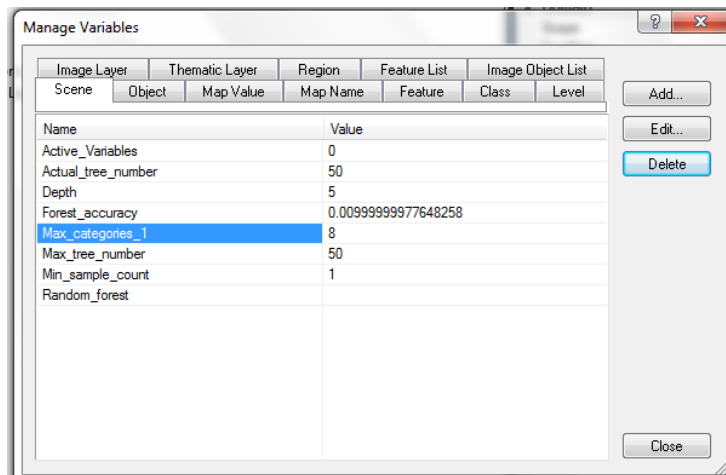 Manage Variables
?
X
Image Layer Thematic Layer Region Feature List Image Object List
Scene Object Map Value Map Name Feature Class Level
Add...
Edit...
Delete
Name Value
Active_Variables 0
Actual_tree_number 50
Depth 5
Forest_accuracy 0.00999999977648258
Max_categories_1 8
Max_tree_number 50
Min_sample_count 1
Random_forest
Close